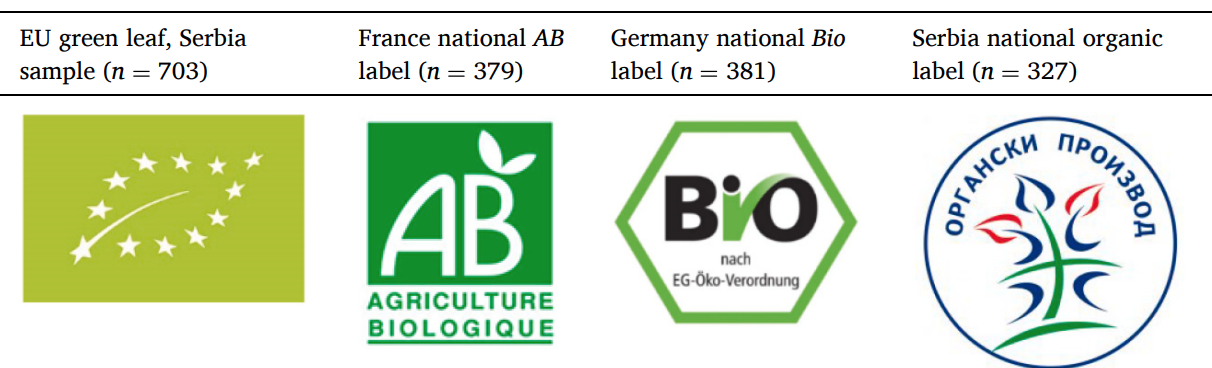 EU green leaf, Serbia
sample (n = 703)
France national AB
label (n = 379)
Germany national Bio
label (n = 381)
Serbia national organic
label (n = 327)
AB
AGRICULTURE
BIOLOGIQUE
BiO
nach
EG-Öko-Verordnung
ОРГАНСКИ ПРОИЗВОД